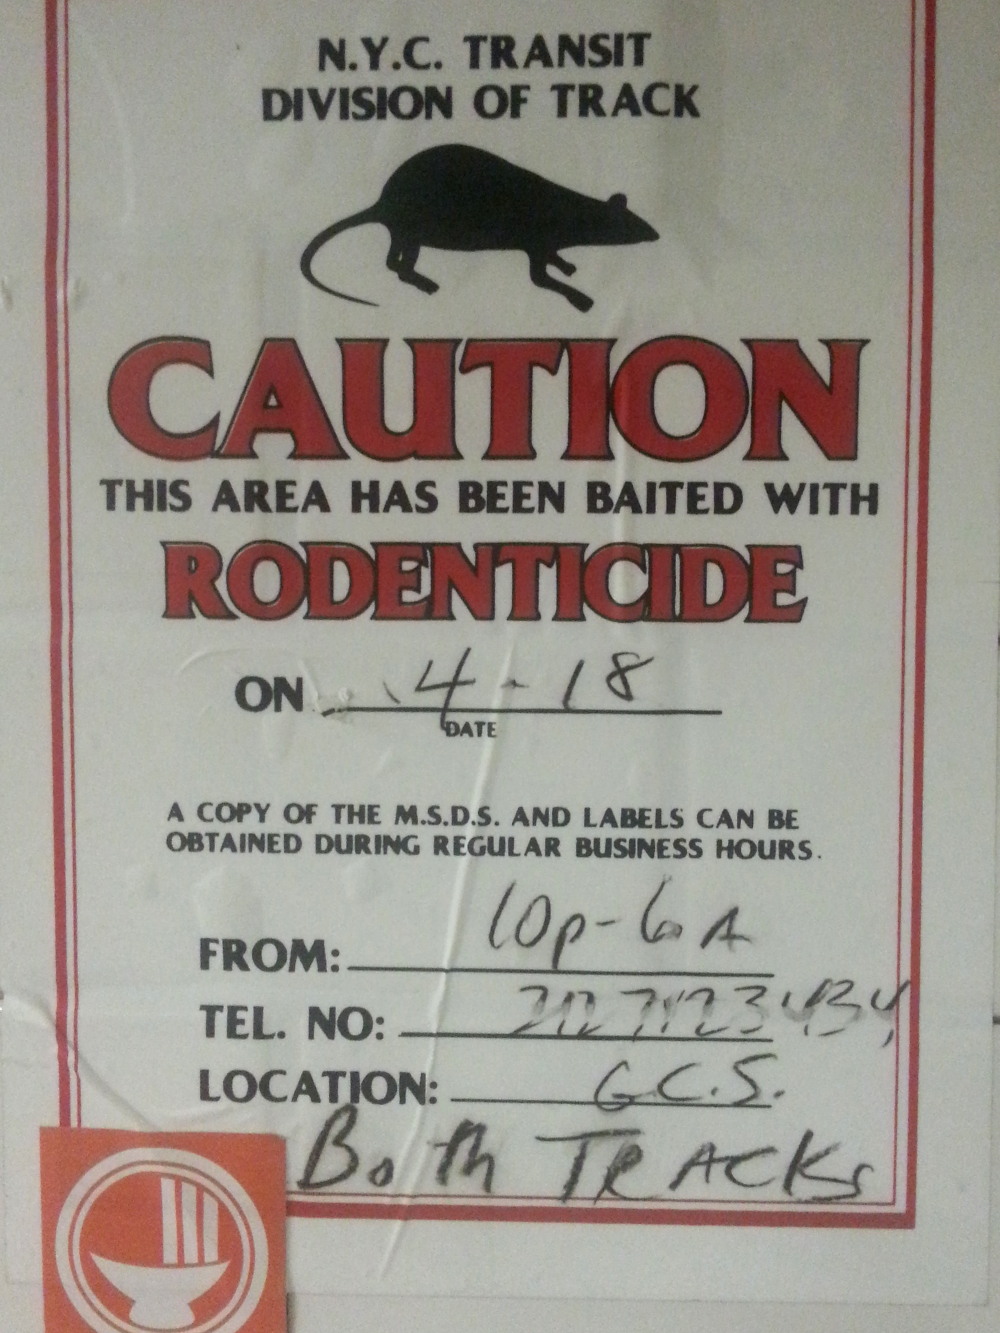 N.Y.C. TRANSIT
DIVISION OF TRACK
CAUTION
THIS AREA HAS BEEN BAITED WITH
RODENTICIDE
ON 4-18
DATE
A COPY OF THE M.S.D.S. AND LABELS CAN BE
OBTAINED DURING REGULAR BUSINESS HOURS.
FROM: 10p-6A
TEL. NO:
LOCATION: G.C.S.
Both TRACKs